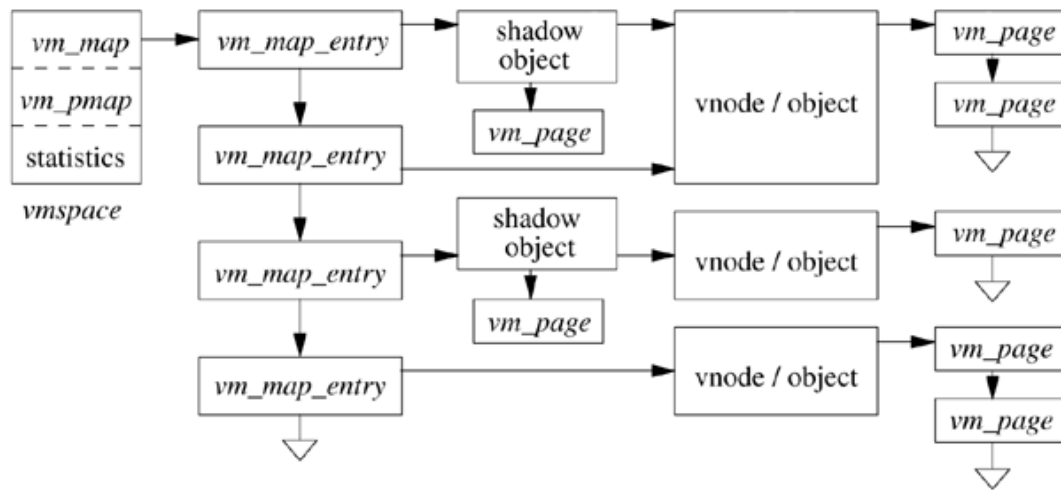 vm_map
vm_pmap
statistics
vmspace
vm_map_entry
vm_map_entry
vm_map_entry
vm_map_entry
shadow
object
vm_page
shadow
object
vm_page
vnode / object
vnode / object
vnode / object
vm_page
vm_page
vm_page
vm_page
vm_page